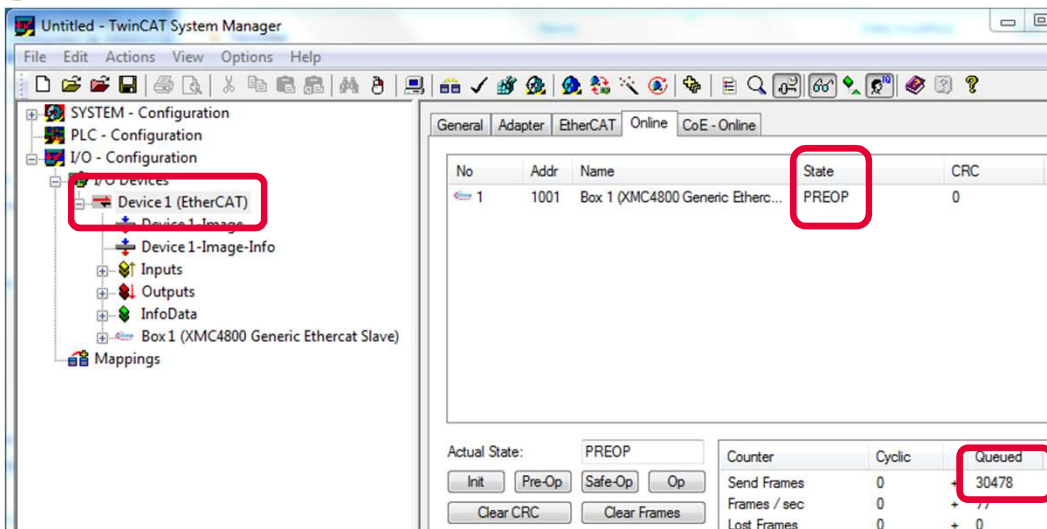 Untitled - TwinCAT System Manager
File Edit Actions View Options Help
SYSTEM - Configuration
PLC - Configuration
I/O - Configuration
I/O Devices
Device 1 (EtherCAT)
Device 1-Image
Device 1-Image-Info
Inputs
Outputs
InfoData
Box 1 (XMC4800 Generic Ethercat Slave)
Mappings
General Adapter EtherCAT Online CoE - Online
No Addr Name State CRC
1 1001 Box 1 (XMC4800 Generic Etherc... PREOP 0
Actual State: PREOP
Init Pre-Op Safe-Op Op
Clear CRC Clear Frames
Counter Cyclic Queued
Send Frames 0 + 30478
Frames / sec 0 + 77
Lost Frames 0 + 0